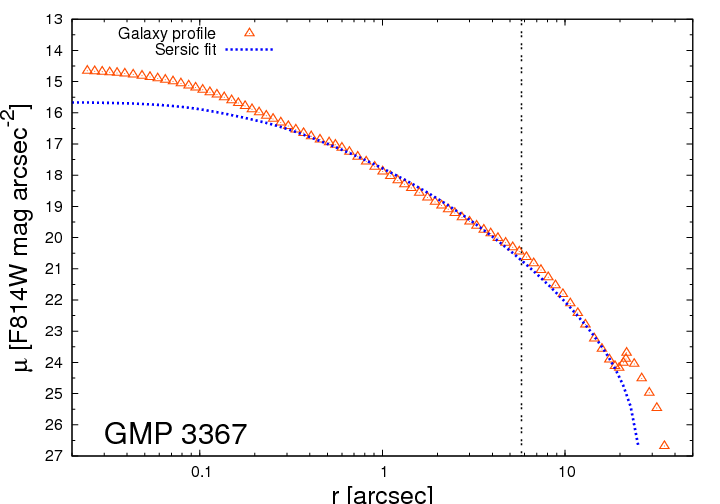 Galaxy profile
Sersic fit
13
14
15
16
17
18
19
20
21
22
23
24
25
26
27
μ [F814W mag arcsec-2]
GMP 3367
0.1 1 10
r [arcsec]